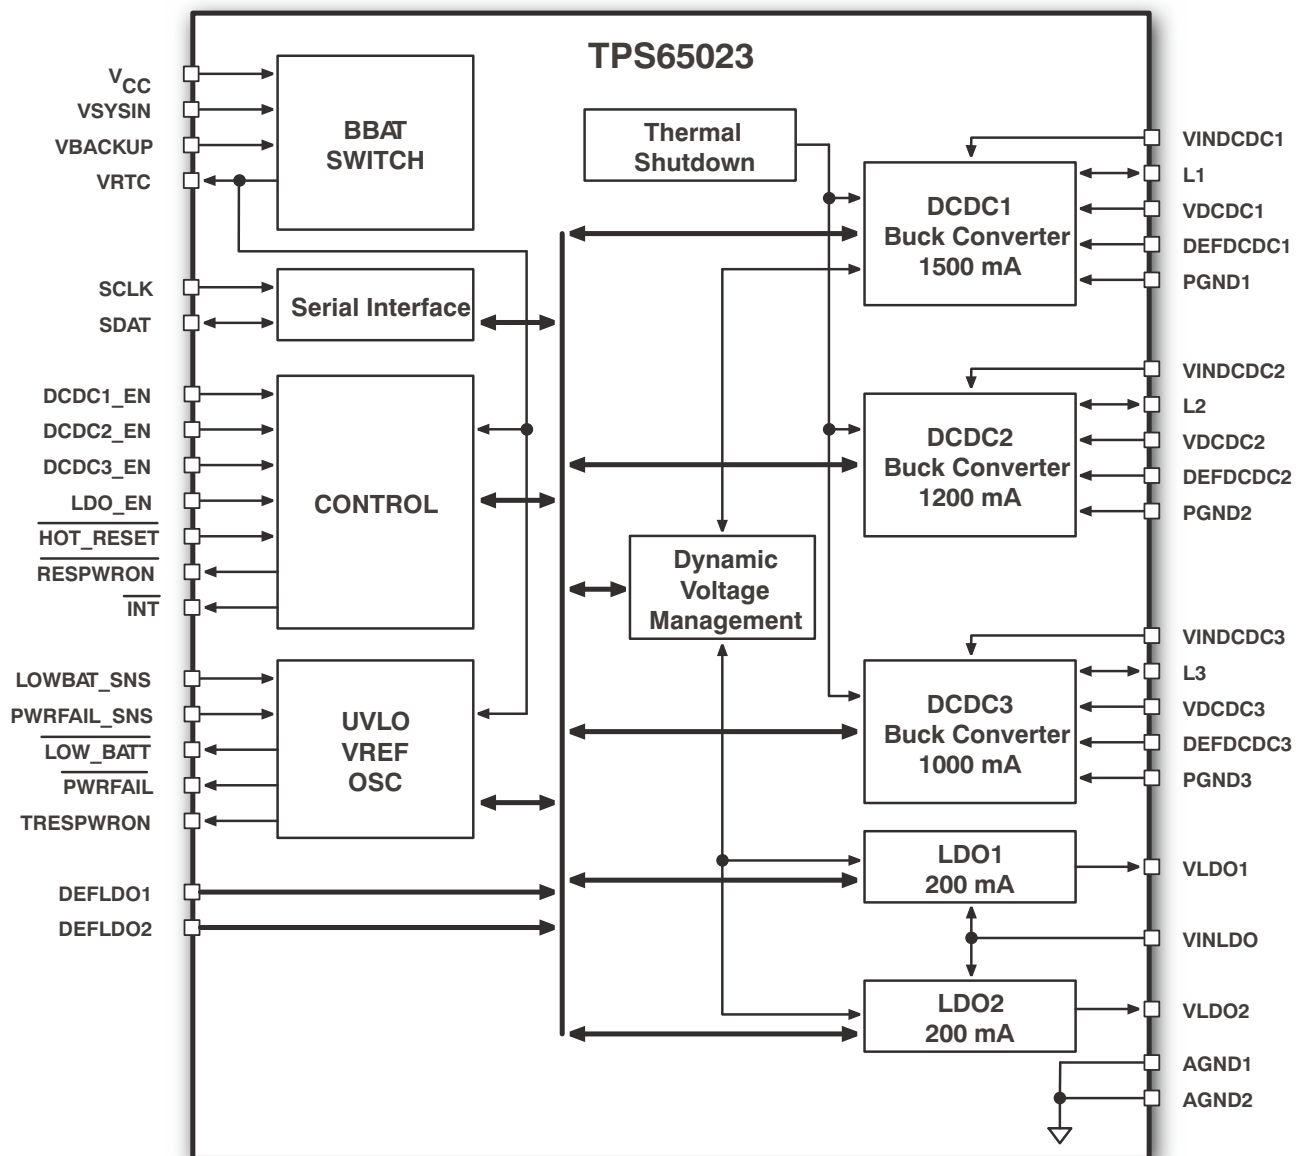 TPS65023
VCC
VSYSIN
VBACKUP
VRTC
BBAT
SWITCH
Thermal
Shutdown
SCLK
SDAT
Serial Interface
DCDC1_EN
DCDC2_EN
DCDC3_EN
LDO_EN
HOT_RESET
RESPWRON
INT
CONTROL
LOWBAT_SNS
PWRFAIL_SNS
LOW_BATT
PWRFAIL
TRESPWRON
UVLO
VREF
OSC
DEFLDO1
DEFLDO2
Dynamic
Voltage
Management
DCDC1
Buck Converter
1500 mA
VINDCDC1
L1
VDCDC1
DEFDCDC1
PGND1
DCDC2
Buck Converter
1200 mA
VINDCDC2
L2
VDCDC2
DEFDCDC2
PGND2
DCDC3
Buck Converter
1000 mA
VINDCDC3
L3
VDCDC3
DEFDCDC3
PGND3
LDO1
200 mA
VLDO1
VINLDO
LDO2
200 mA
VLDO2
AGND1
AGND2